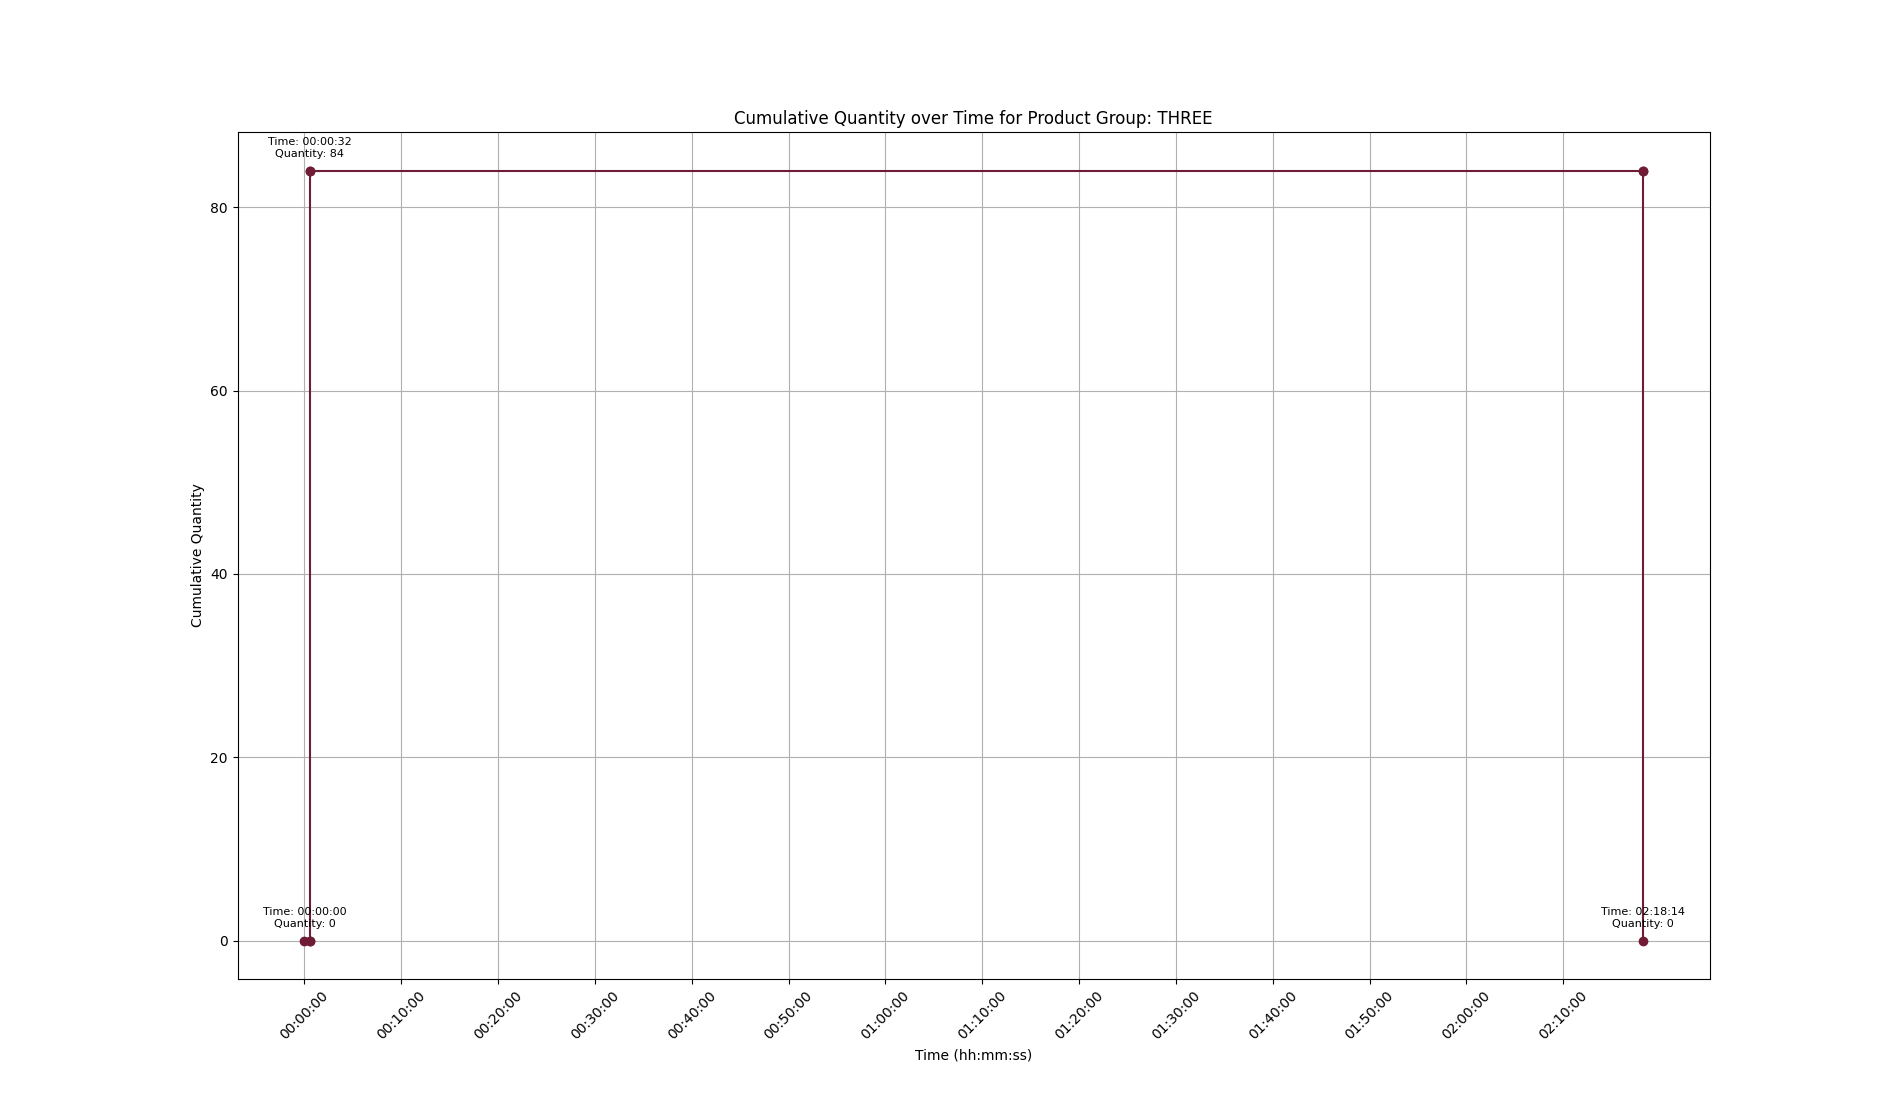 Cumulative Quantity over Time for Product Group: THREE
Time: 00:00:32
Quantity: 84
80
60
40
20
0
Cumulative Quantity
Time: 00:00:00
Quantity: 0
Time: 02:18:14
Quantity: 0
00:00:00
00:10:00
00:20:00
00:30:00
00:40:00
00:50:00
01:00:00
01:10:00
01:20:00
01:30:00
01:40:00
01:50:00
02:00:00
02:10:00
Time (hh:mm:ss)